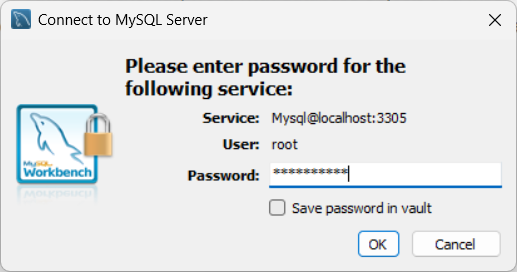 Connect to MySQL Server
Please enter password for the
following service:
Service: Mysql@localhost:3305
User: root
Password: **********
Save password in vault
MySQL
Workbench
OK Cancel